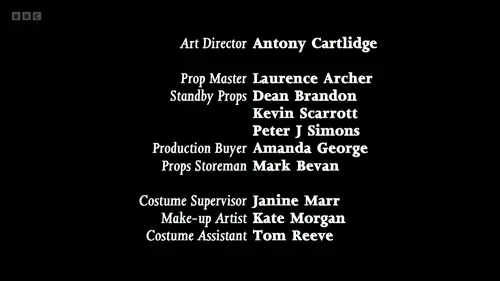 BBC
Art Director Antony Cartlidge
Prop Master Laurence Archer
Standby Props Dean Brandon
Kevin Scarrott
Peter J Simons
Production Buyer Amanda George
Props Storeman Mark Bevan
Costume Supervisor Janine Marr
Make-up Artist Kate Morgan
Costume Assistant Tom Reeve